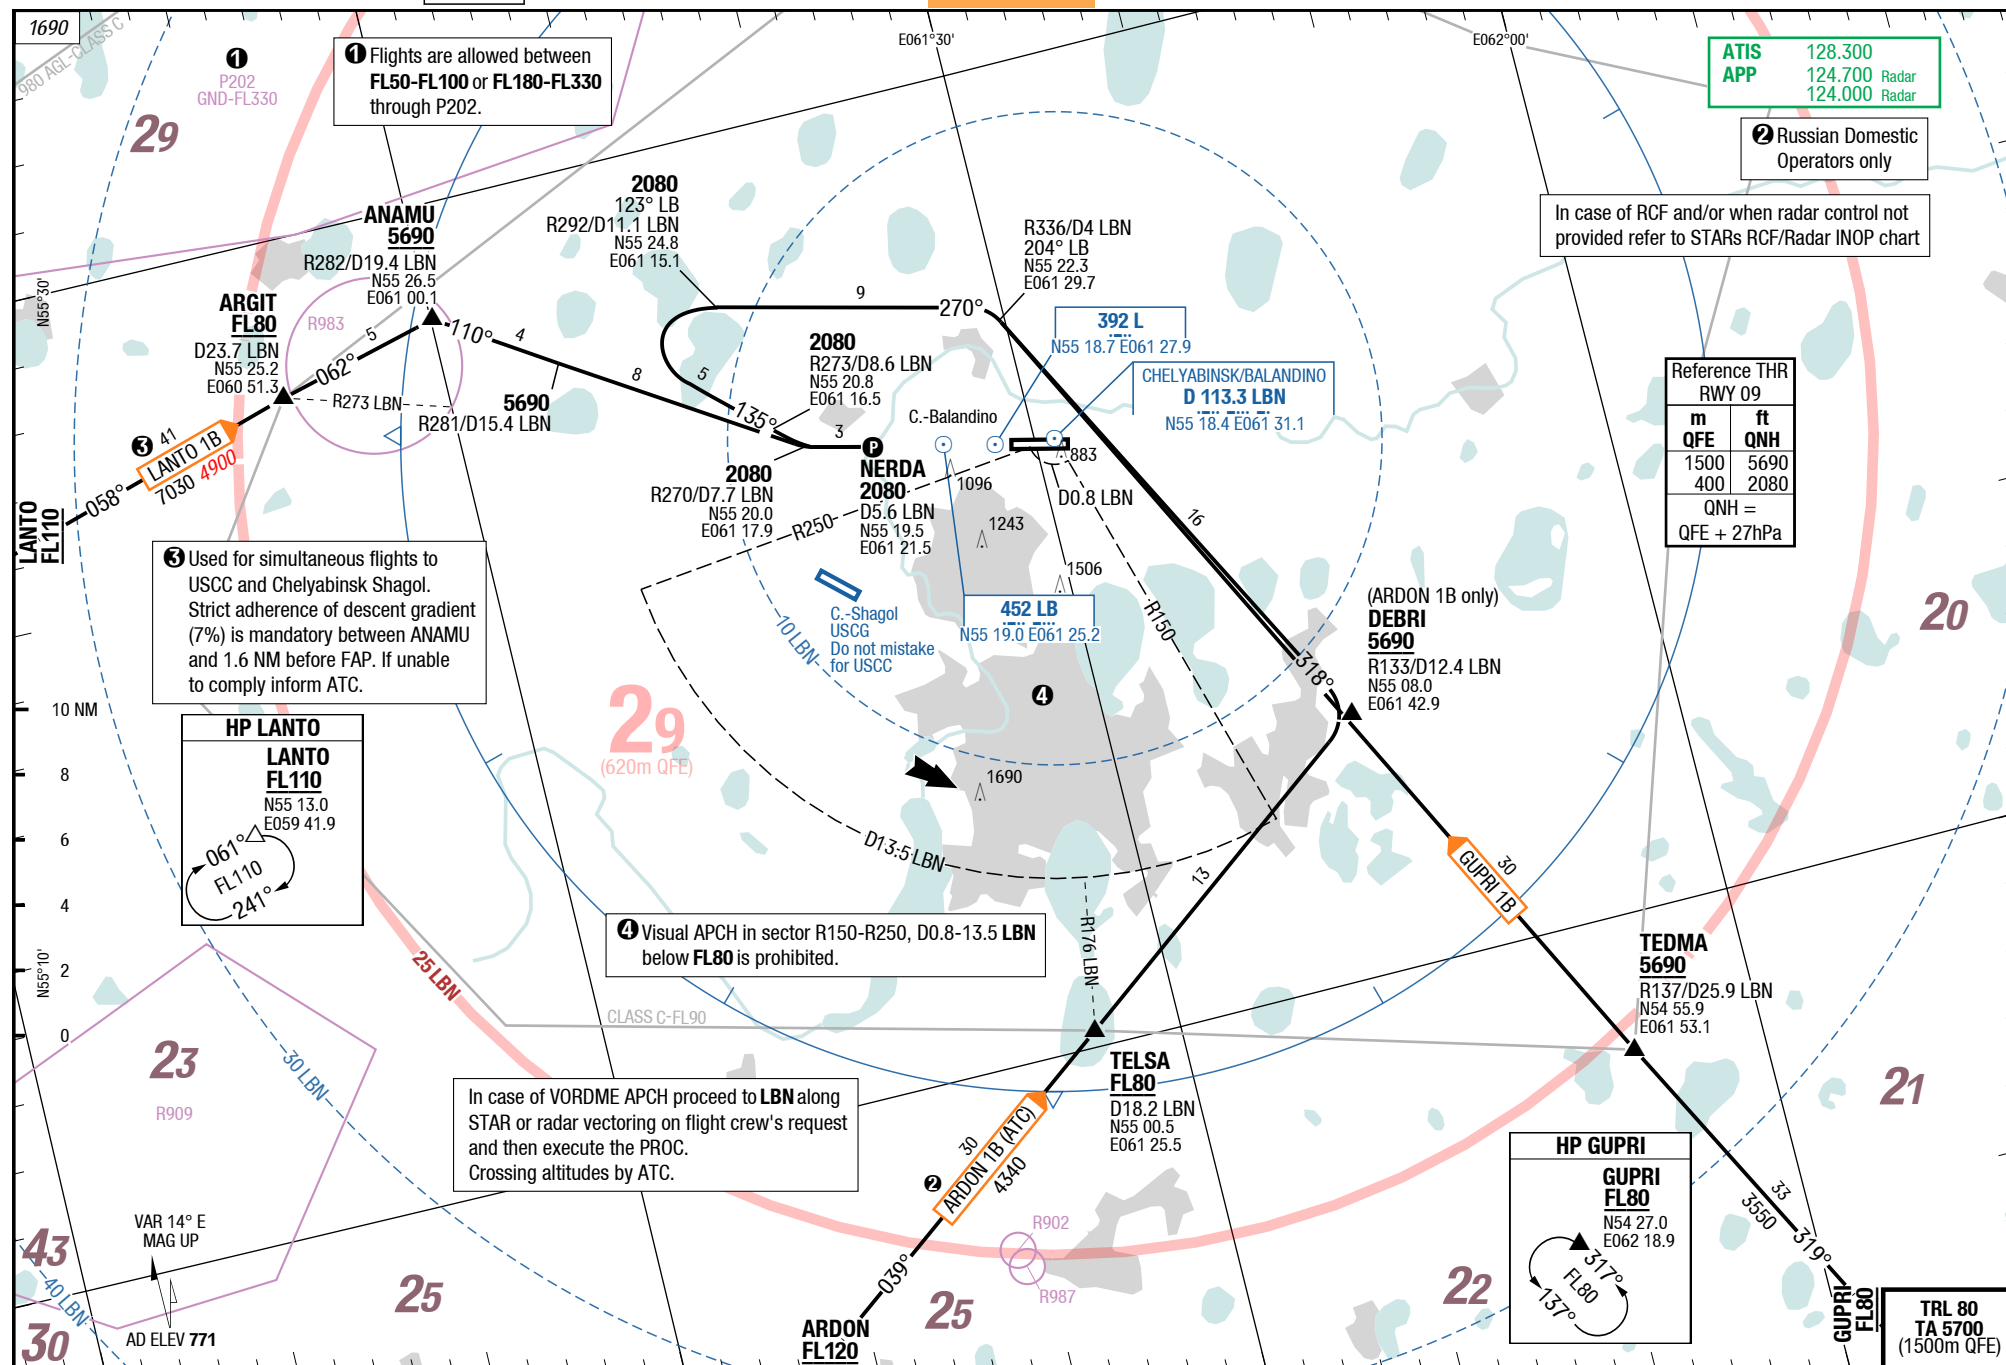 1690
980 AGL-CLASS C
❶
P202
GND-FL330
❶ Flights are allowed between
FL50-FL100 or FL180-FL330
through P202.
E061°30'
E062°00'
ATIS 128.300
APP 124.700 Radar
124.000 Radar
❷ Russian Domestic
Operators only
In case of RCF and/or when radar control not
provided refer to STARs RCF/Radar INOP chart
29
N55°30'
ANAMU
5690
R282/D19.4 LBN
N55 26.5
E061 00.1
ARGIT
FL80
D23.7 LBN
N55 25.2
E060 51.3
R983
5
062°
110°
4
8
R273 LBN
5690
R281/D15.4 LBN
2080
123° LB
R292/D11.1 LBN
N55 24.8
E061 15.1
9
270°
R336/D4 LBN
204° LB
N55 22.3
E061 29.7
392 L
N55 18.7 E061 27.9
CHELYABINSK/BALANDINO
D 113.3 LBN
N55 18.4 E061 31.1
2080
R273/D8.6 LBN
N55 20.8
E061 16.5
5
135°
3
P
C.-Balandino
883
D0.8 LBN
NERDA
2080
D5.6 LBN
N55 19.5
E061 21.5
2080
R270/D7.7 LBN
N55 20.0
E061 17.9
R250
1096
1243
1506
452 LB
N55 19.0 E061 25.2
R150
16
Reference THR
RWY 09
m ft
QFE QNH
1500 5690
400 2080
QNH =
QFE + 27hPa
❸
41
LANTO 1B
7030 4900
058°
LANTO
FL110
❸ Used for simultaneous flights to
USCC and Chelyabinsk Shagol.
Strict adherence of descent gradient
(7%) is mandatory between ANAMU
and 1.6 NM before FAP. If unable
to comply inform ATC.
C.-Shagol
USCG
Do not mistake
for USCC
10 LBN
(ARDON 1B only)
DEBRI
5690
R133/D12.4 LBN
N55 08.0
E061 42.9
318°
20
29
(620m QFE)
❹
1690
D13.5 LBN
10 NM
8
6
4
2
0
N55°10'
HP LANTO
LANTO
FL110
N55 13.0
E059 41.9
061°
FL110
241°
13
30
GUPRI 1B
❹ Visual APCH in sector R150-R250, D0.8-13.5 LBN
below FL80 is prohibited.
R176 LBN
25 LBN
CLASS C-FL90
TEDMA
5690
R137/D25.9 LBN
N54 55.9
E061 53.1
23
R909
30 LBN
TELSA
FL80
D18.2 LBN
N55 00.5
E061 25.5
21
In case of VORDME APCH proceed to LBN along
STAR or radar vectoring on flight crew's request
and then execute the PROC.
Crossing altitudes by ATC.
❷
30
ARDON 1B (ATC)
4340
039°
ARDON
FL120
HP GUPRI
GUPRI
FL80
N54 27.0
E062 18.9
317°
FL80
137°
33
3550
319°
GUPRI
FL80
VAR 14° E
MAG UP
AD ELEV 771
43
40 LBN
30
25
R902
R987
25
22
TRL 80
TA 5700
(1500m QFE)